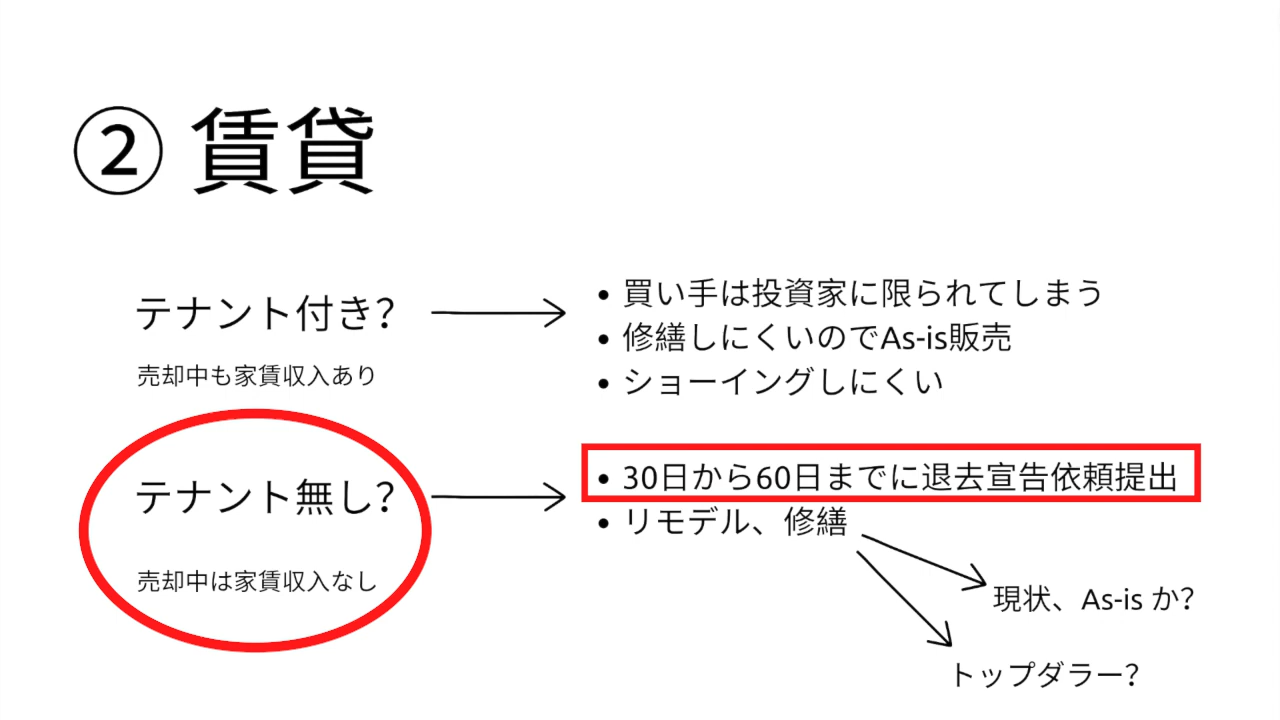 ② 賃貸
テナント付き?
売却中も家賃収入あり
• 買い手は投資家に限られてしまう
• 修繕しにくいのでAs-is販売
• ショーイングしにくい
テナント無し?
売却中は家賃収入なし
• 30日から60日までに退去宣告依頼提出
• リモデル、修繕
現状、As-is か?
トップダラー?